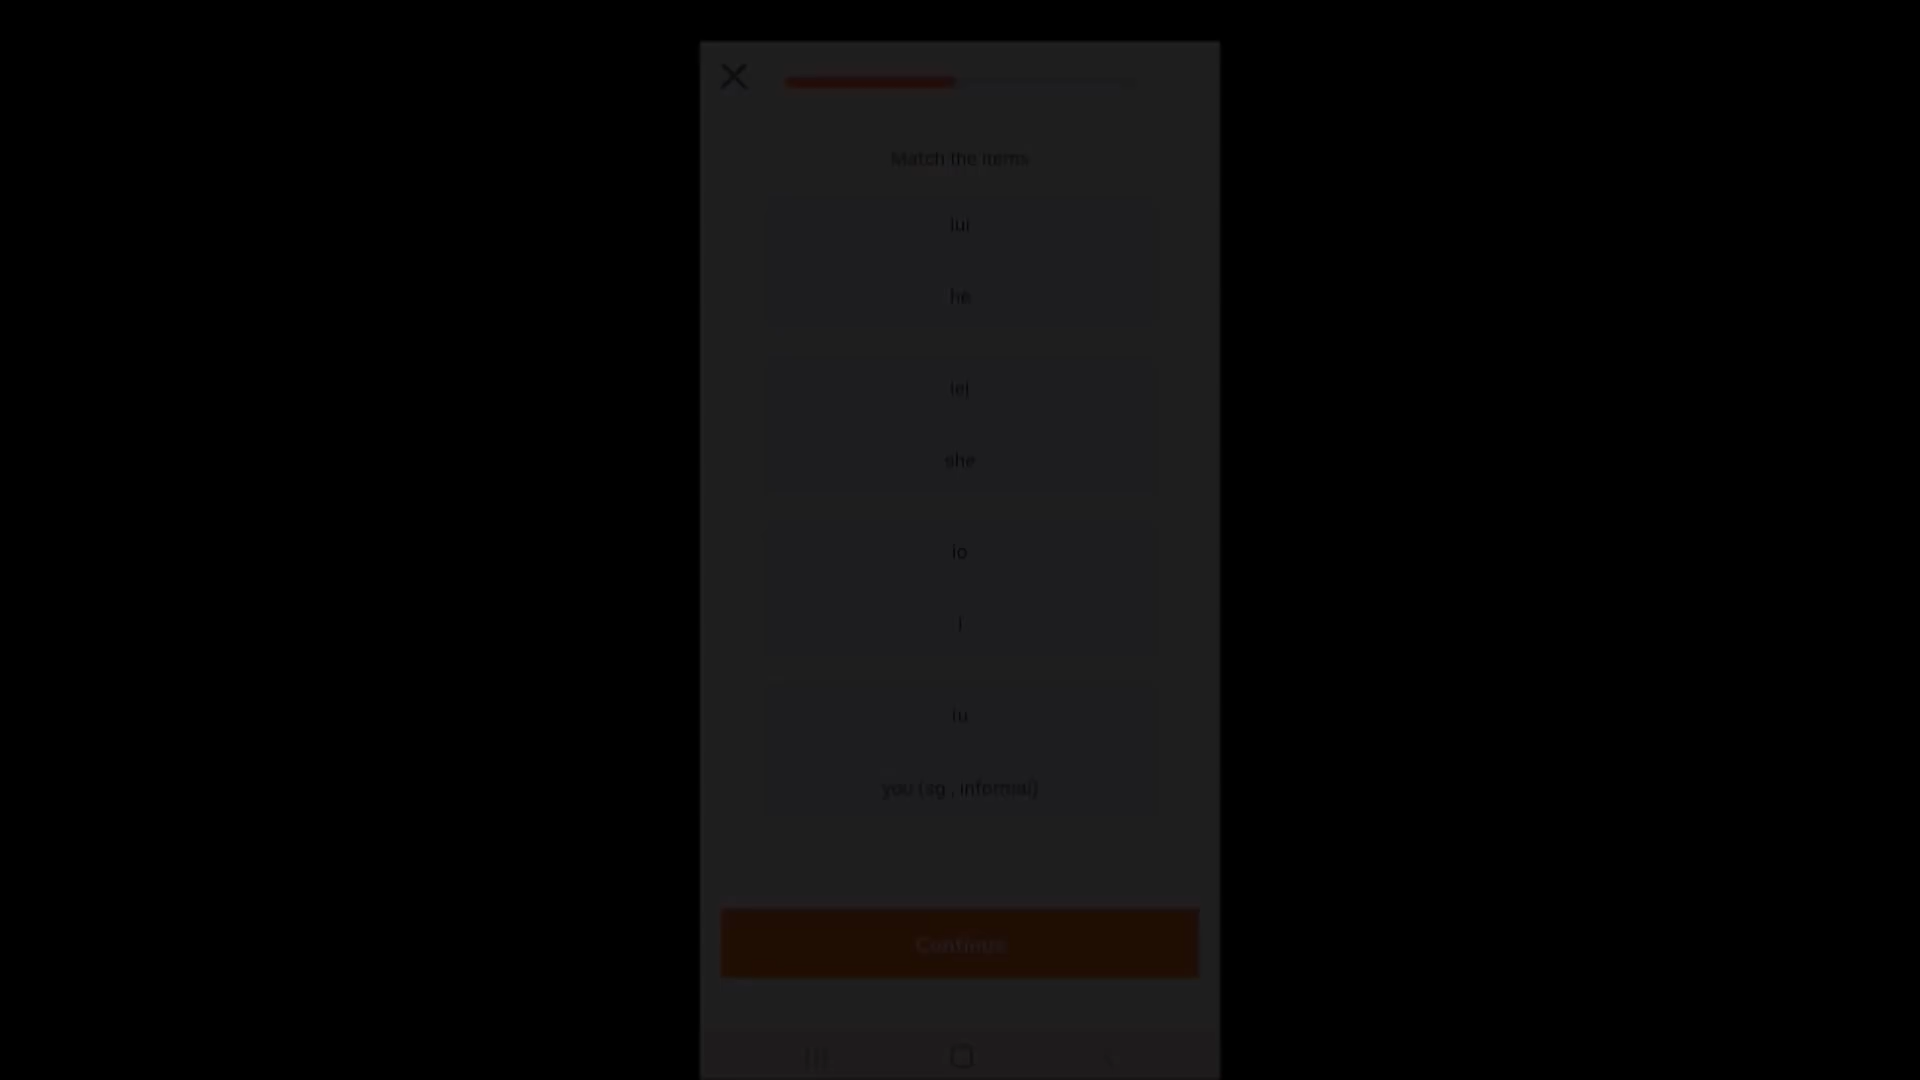 Match the items
lui
he
lei
she
io
I
tu
you (sg., informal)
Continue